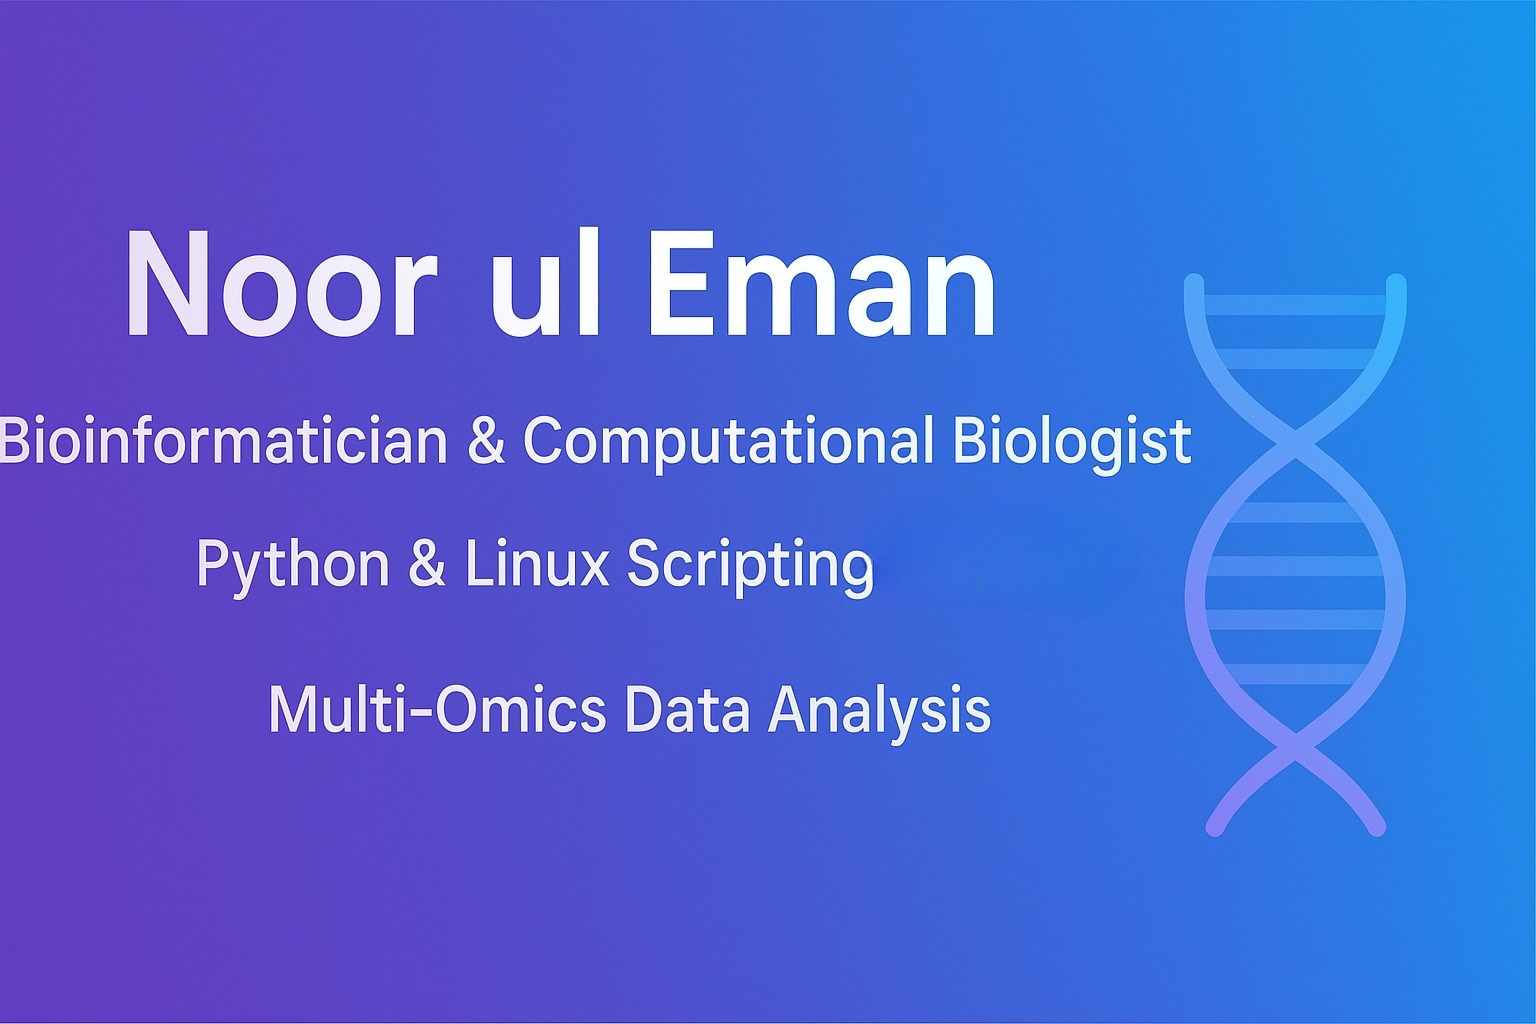 Noor ul Eman
Bioinformatician & Computational Biologist
Python & Linux Scripting
Multi-Omics Data Analysis